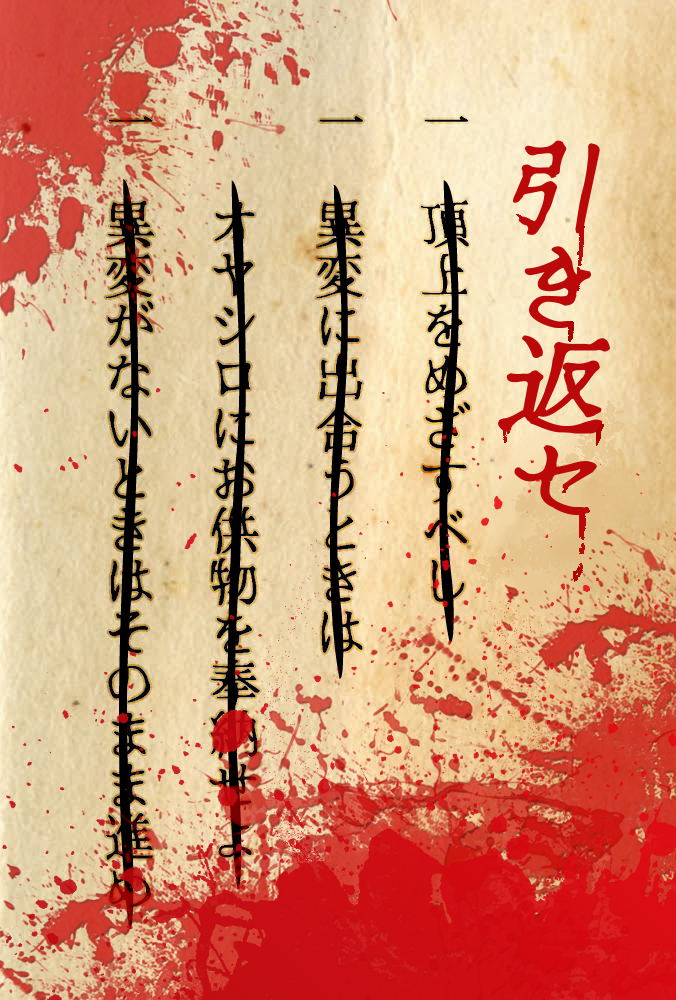 引き返セ
一 頂上をめざすべし
一 異変に出合うときは
オヤシロにお供物を奉納せよ
一 異変がないときはそのまま進め